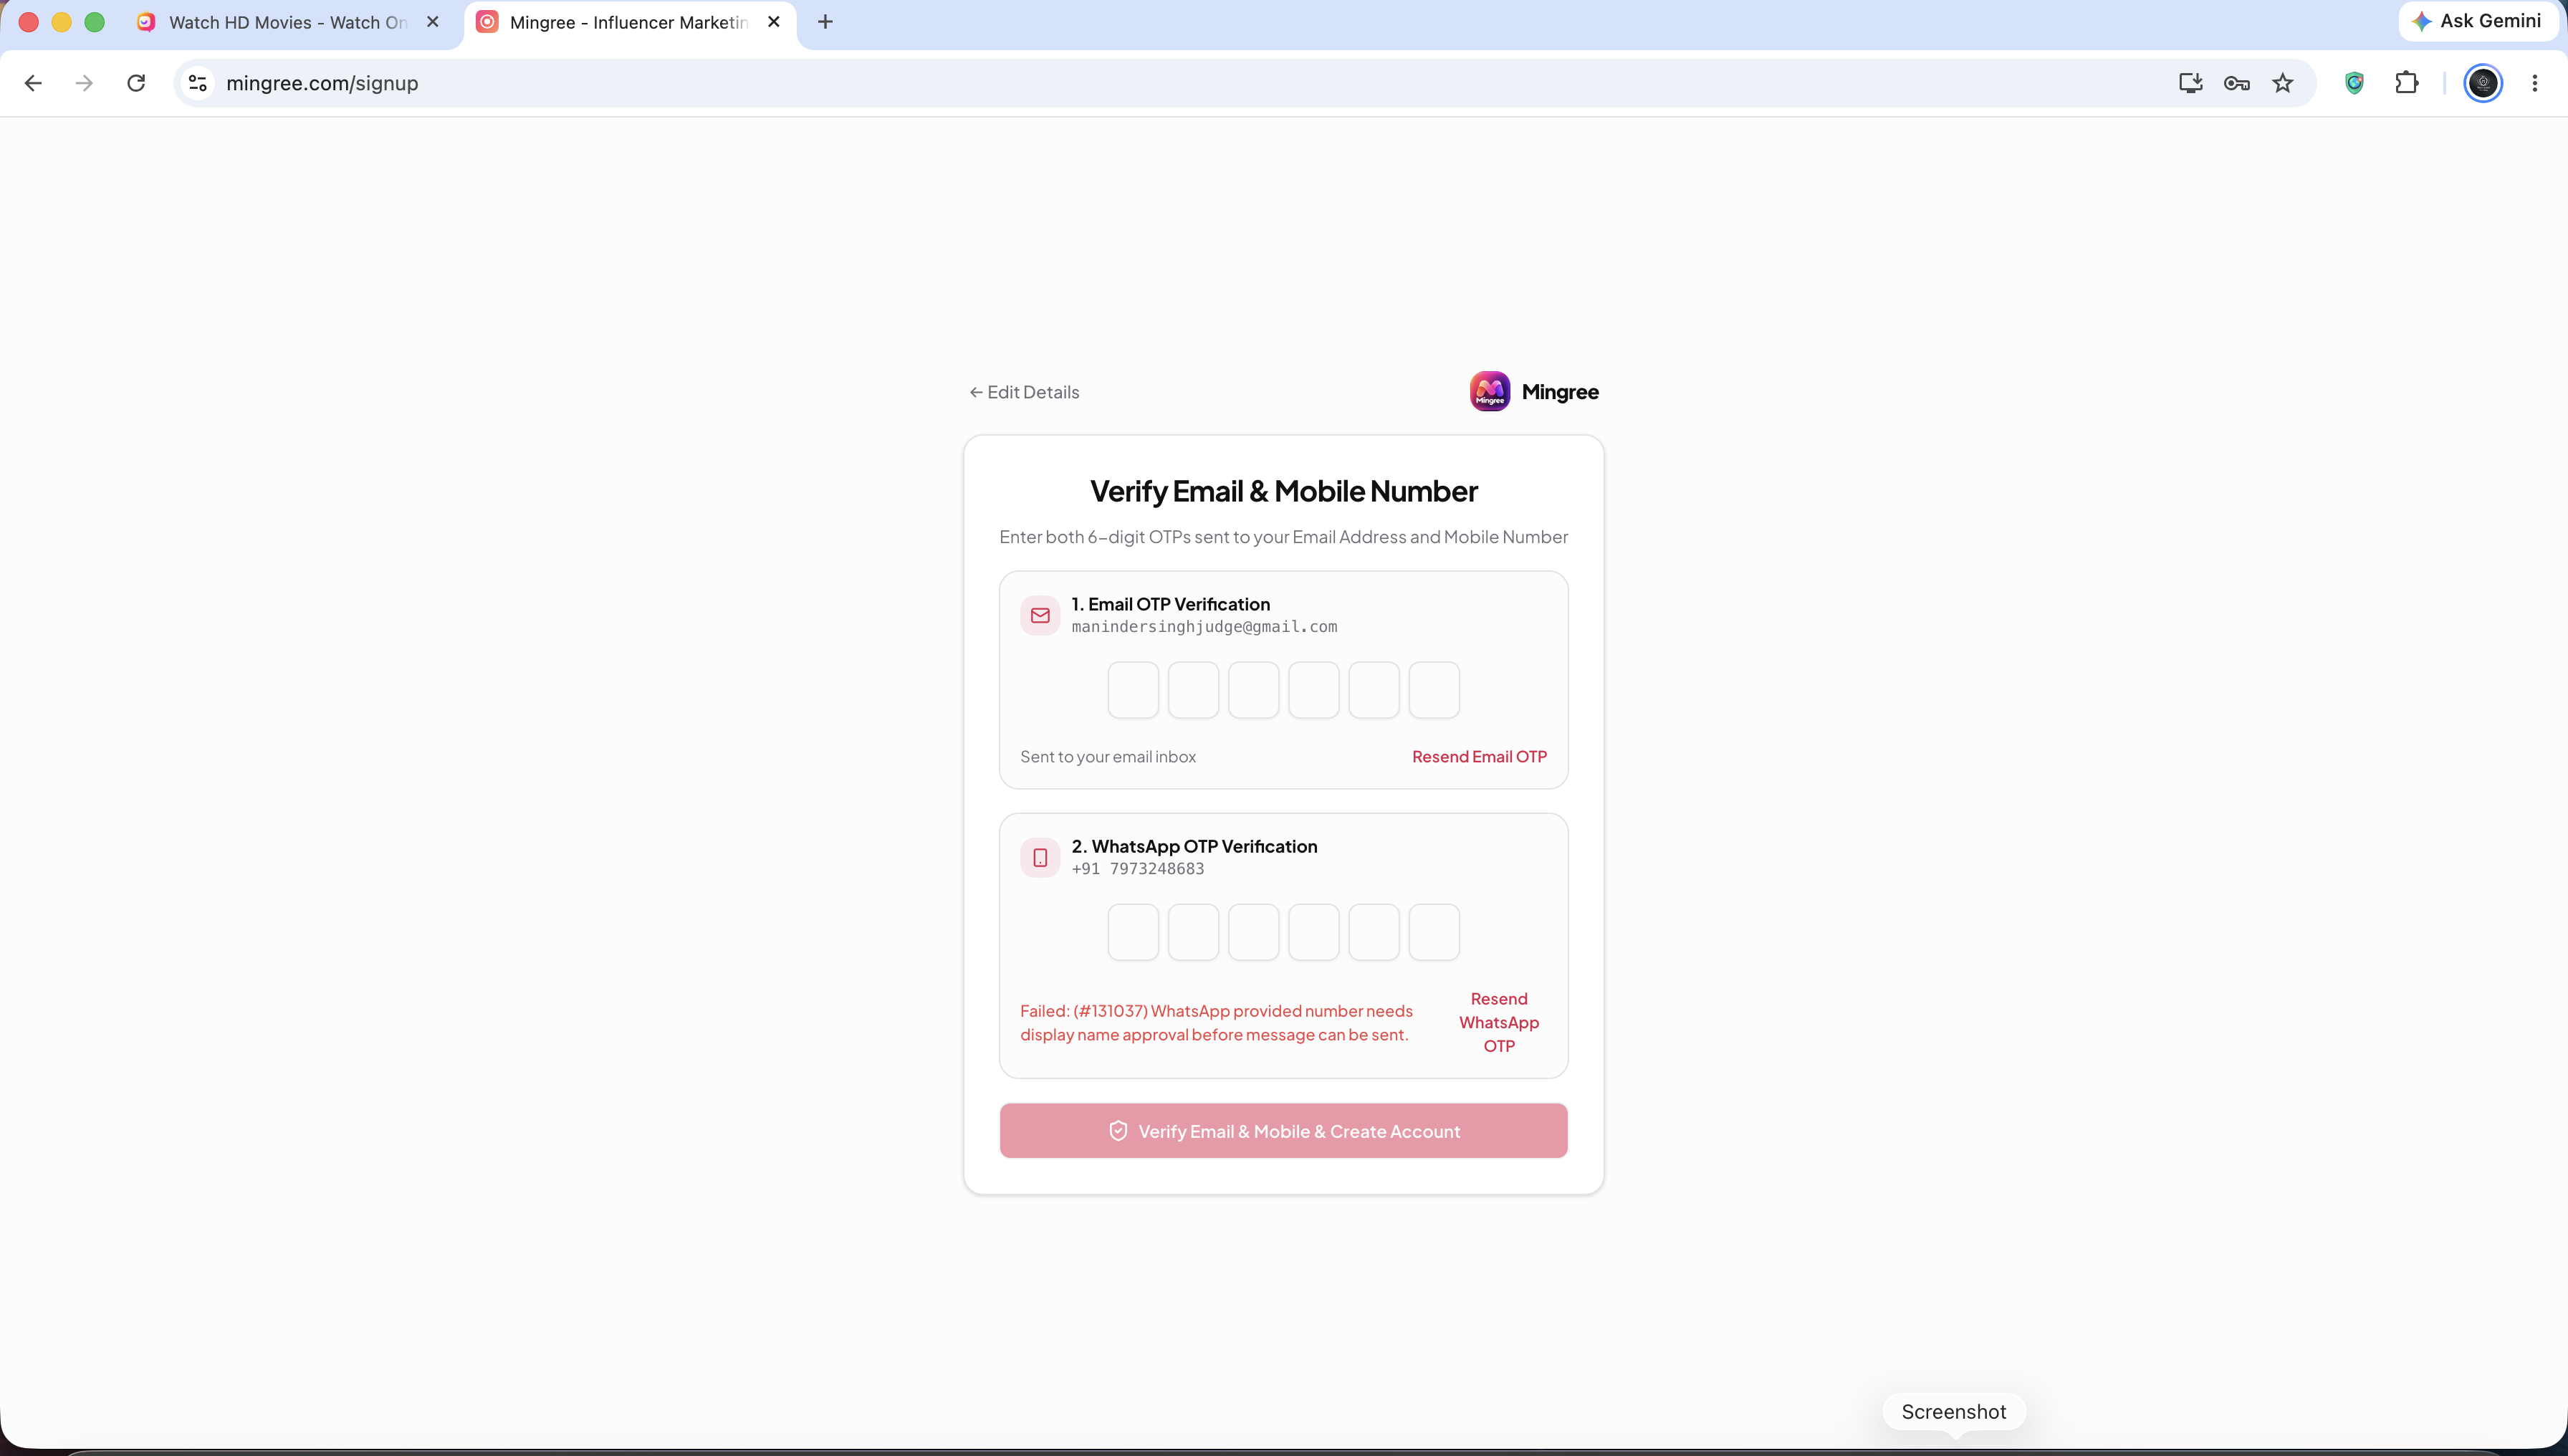 Watch HD Movies - Watch On
Mingree - Influencer Marketin
Ask Gemini
mingree.com/signup
← Edit Details
Mingree
Mingree
Verify Email & Mobile Number
Enter both 6-digit OTPs sent to your Email Address and Mobile Number
1. Email OTP Verification
manindersinghjudge@gmail.com
Sent to your email inbox
Resend Email OTP
2. WhatsApp OTP Verification
+91 7973248683
Failed: (#131037) WhatsApp provided number needs
display name approval before message can be sent.
Resend
WhatsApp
OTP
Verify Email & Mobile & Create Account
Screenshot